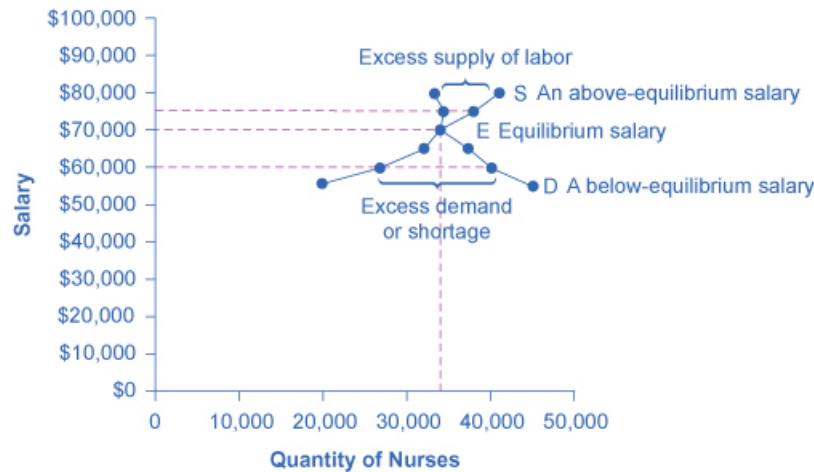 $100,000
$90,000
Excess supply of labor
$80,000
S An above-equilibrium salary
$70,000
E Equilibrium salary
$60,000
D A below-equilibrium salary
$50,000
Excess demand
or shortage
$40,000
$30,000
$20,000
$10,000
$0
Salary
0 10,000 20,000 30,000 40,000 50,000
Quantity of Nurses